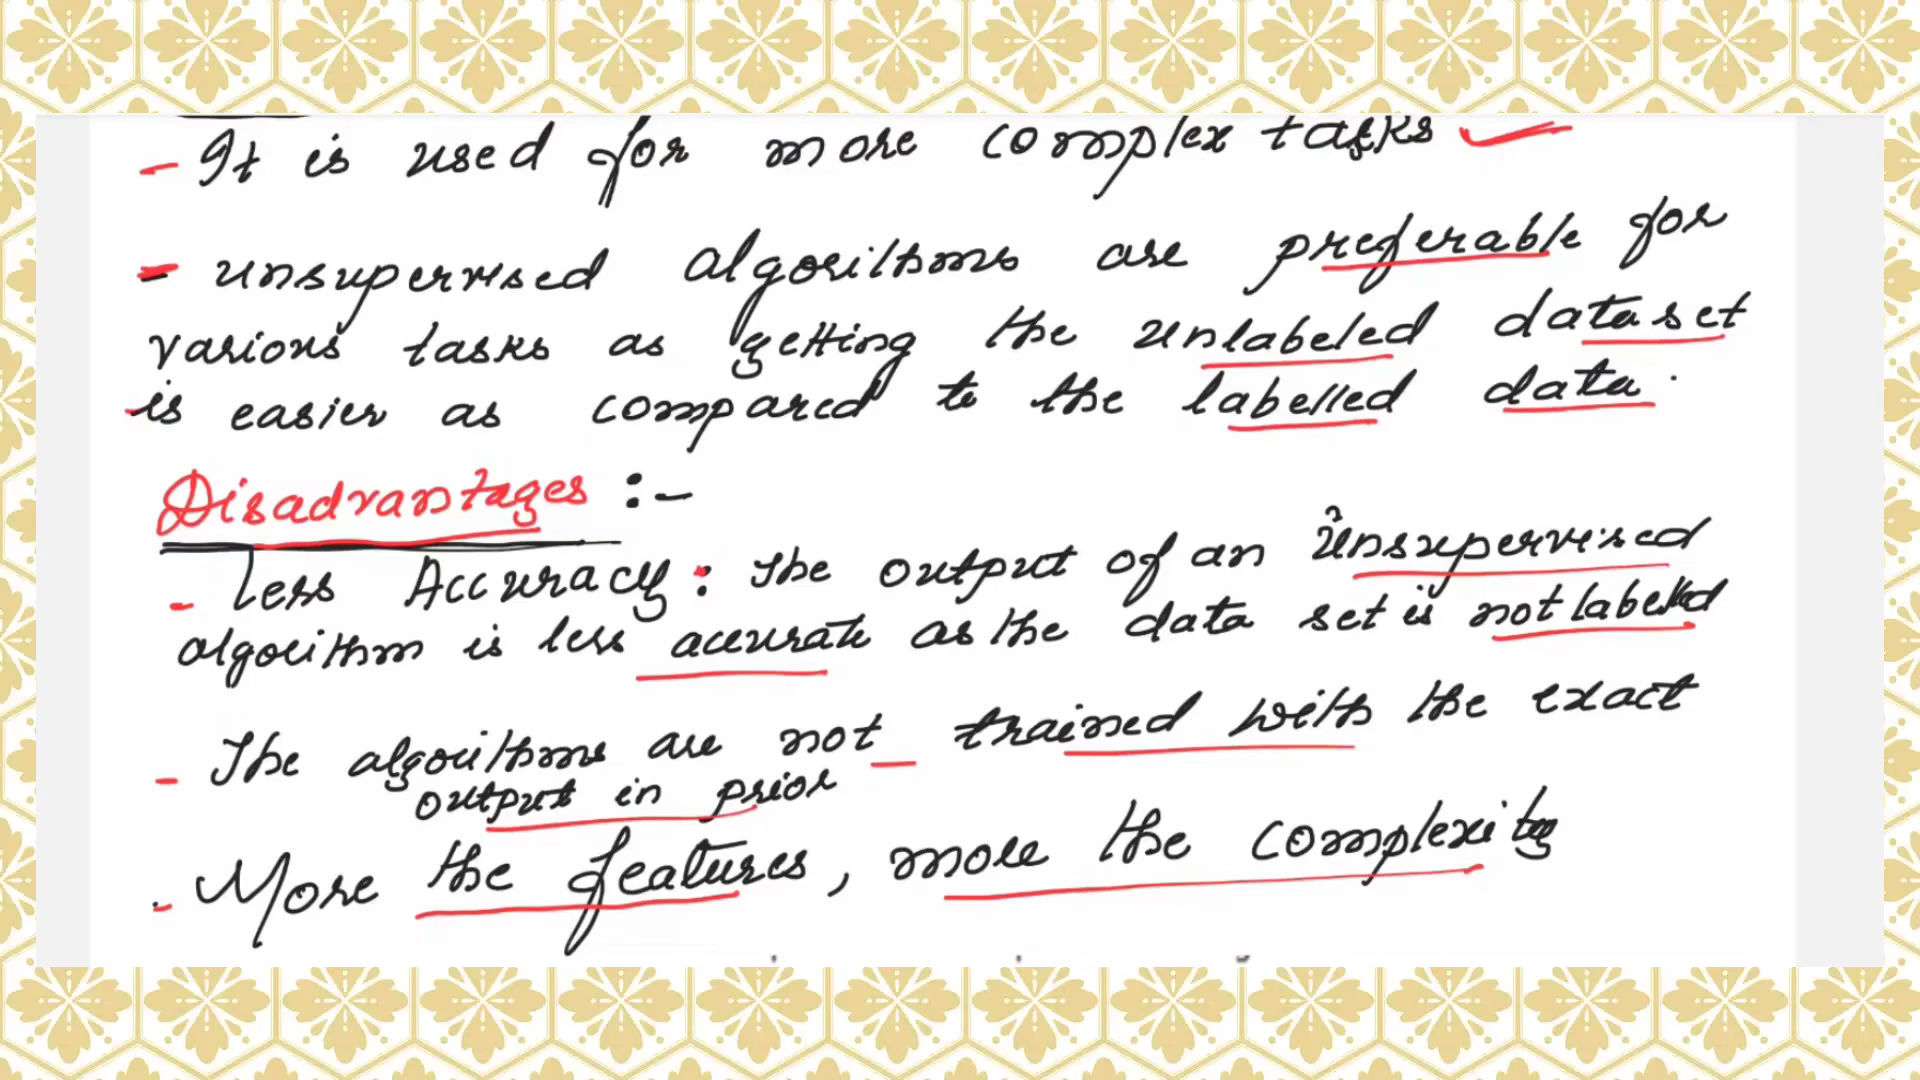 - It is used for more complex tasks
- unsupervised algorithms are preferable for
various tasks as getting the unlabeled dataset
is easier as compared to the labelled data.
Disadvantages :-
- Less Accuracy : The output of an unsupervised
algorithm is less accurate as the data set is not labelled
- The algorithms are not trained with the exact
output in prior
- More the features, more the complexity